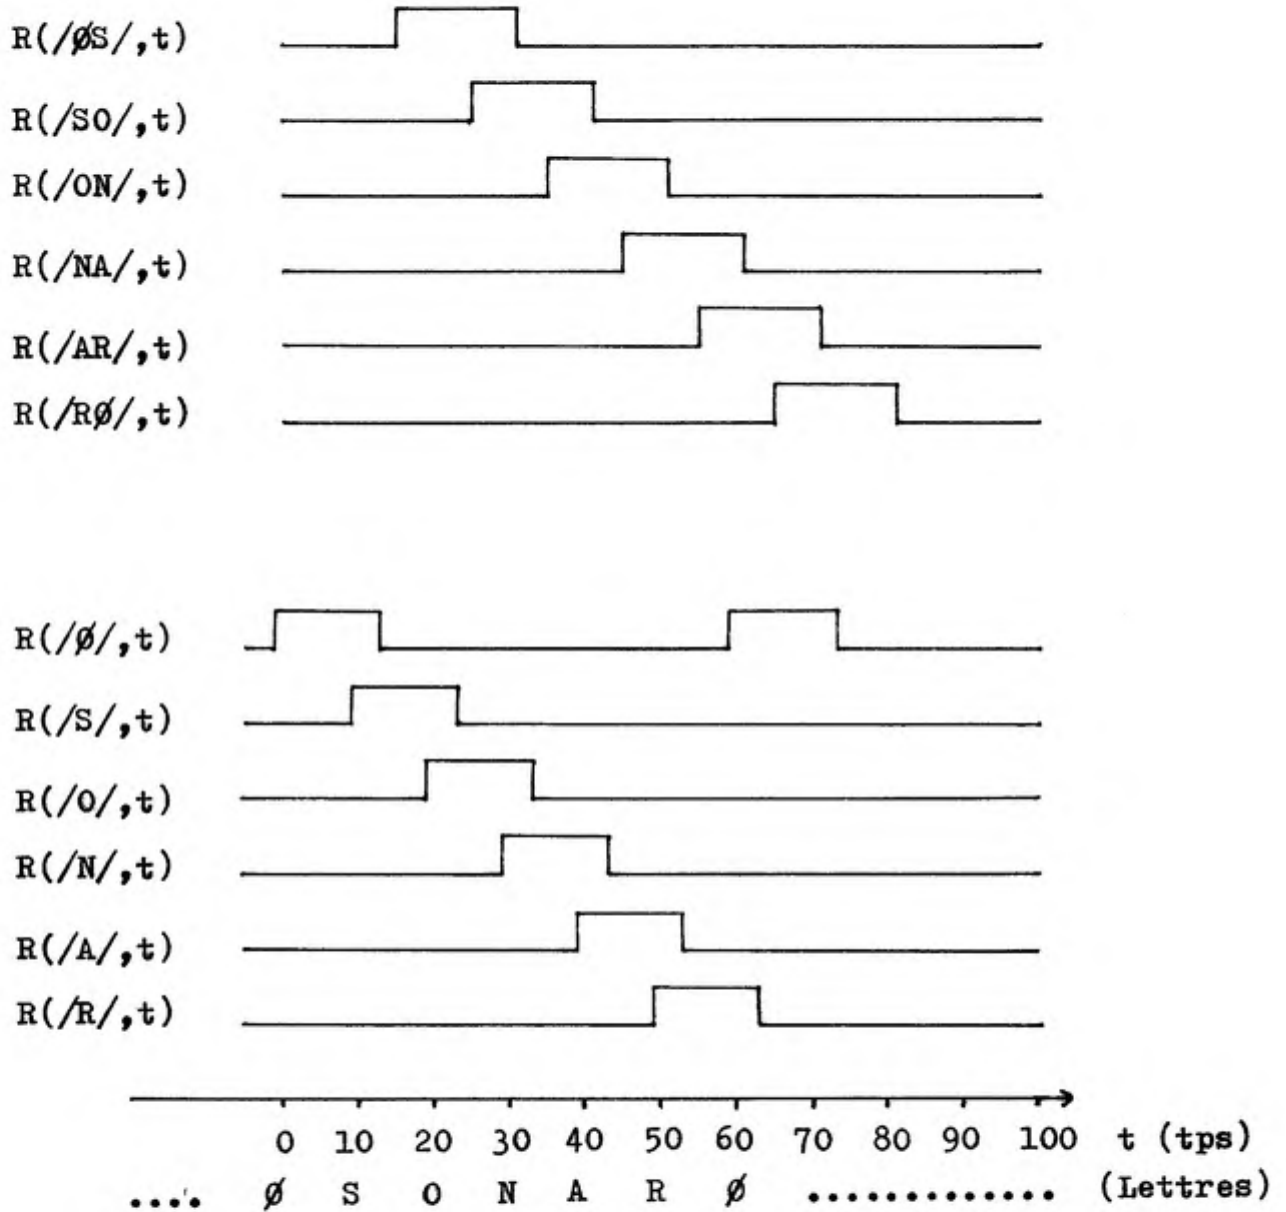 R(/ØS/,t)
R(/SO/,t)
R(/ON/,t)
R(/NA/,t)
R(/AR/,t)
R(/RØ/,t)
R(/Ø/,t)
R(/S/,t)
R(/O/,t)
R(/N/,t)
R(/A/,t)
R(/R/,t)
0 10 20 30 40 50 60 70 80 90 100 t (tps)
.... Ø S O N A R Ø ............. (Lettres)